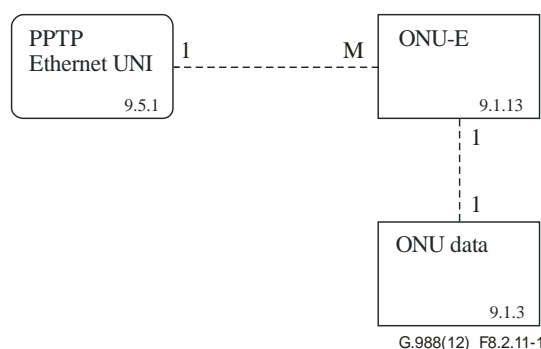 PPTP
Ethernet UNI
9.5.1
1
M
ONU-E
9.1.13
1
1
ONU data
9.1.3
G.988(12)_F8.2.11-1